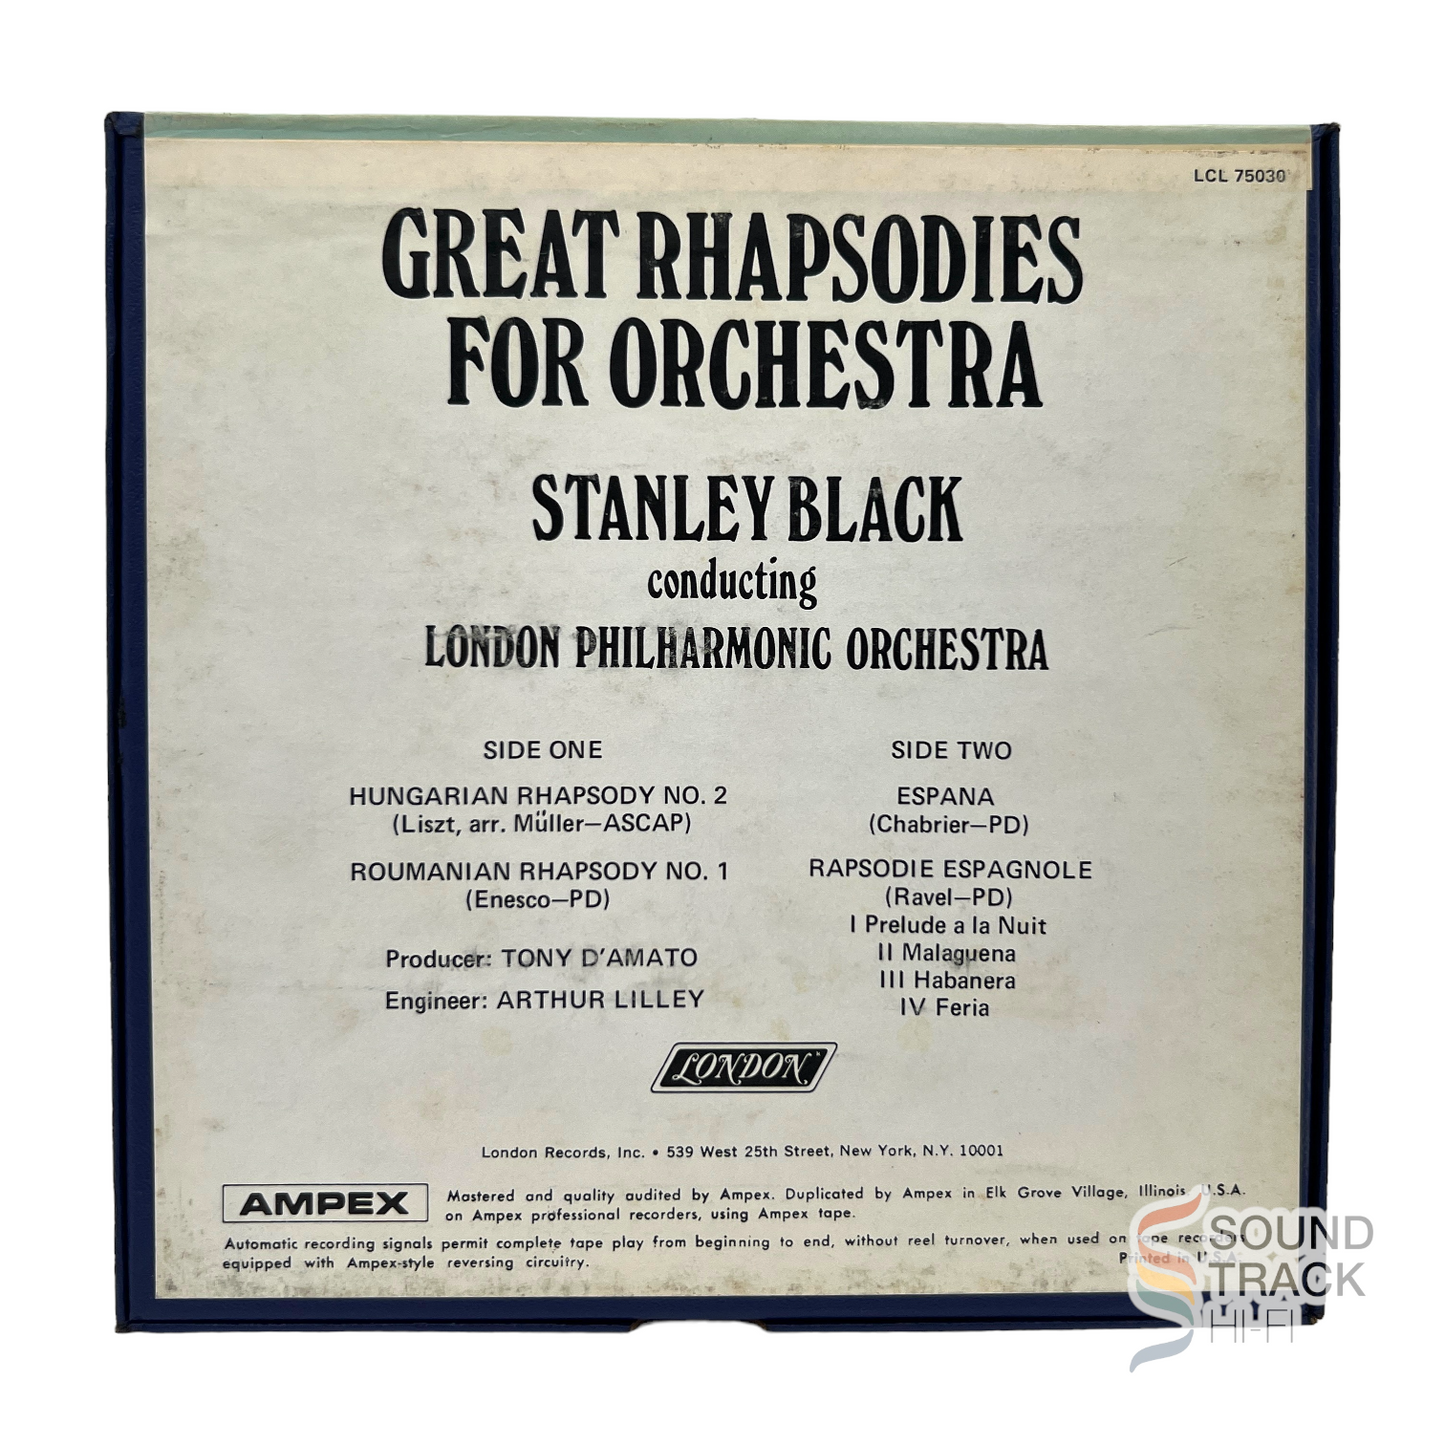 LCL 75030
GREAT RHAPSODIES
FOR ORCHESTRA
STANLEY BLACK
conducting
LONDON PHILHARMONIC ORCHESTRA
SIDE ONE
HUNGARIAN RHAPSODY NO. 2
(Liszt, arr. Müller—ASCAP)
ROUMANIAN RHAPSODY NO. 1
(Enesco—PD)
Producer: TONY D'AMATO
Engineer: ARTHUR LILLEY
SIDE TWO
ESPANA
(Chabrier—PD)
RAPSODIE ESPAGNOLE
(Ravel—PD)
I Prelude a la Nuit
II Malaguena
III Habanera
IV Feria
LONDON
London Records, Inc. • 539 West 25th Street, New York, N.Y. 10001
AMPEX
Mastered and quality audited by Ampex. Duplicated by Ampex in Elk Grove Village, Illinois U.S.A.
on Ampex professional recorders, using Ampex tape.
Automatic recording signals permit complete tape play from beginning to end, without reel turnover, when used on tape recorders
equipped with Ampex-style reversing circuitry.
Printed in U.S.A.
SOUND
TRACK
HI-FI